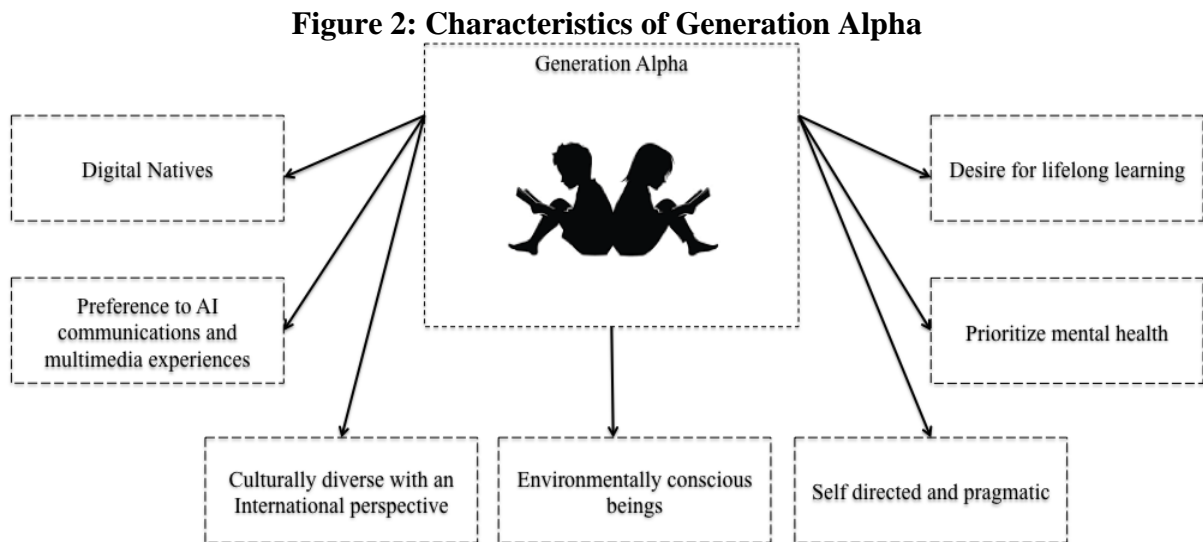 Figure 2: Characteristics of Generation Alpha
Generation Alpha
Digital Natives
Desire for lifelong learning
Preference to AI
communications and
multimedia experiences
Prioritize mental health
Culturally diverse with an
International perspective
Environmentally conscious
beings
Self directed and pragmatic